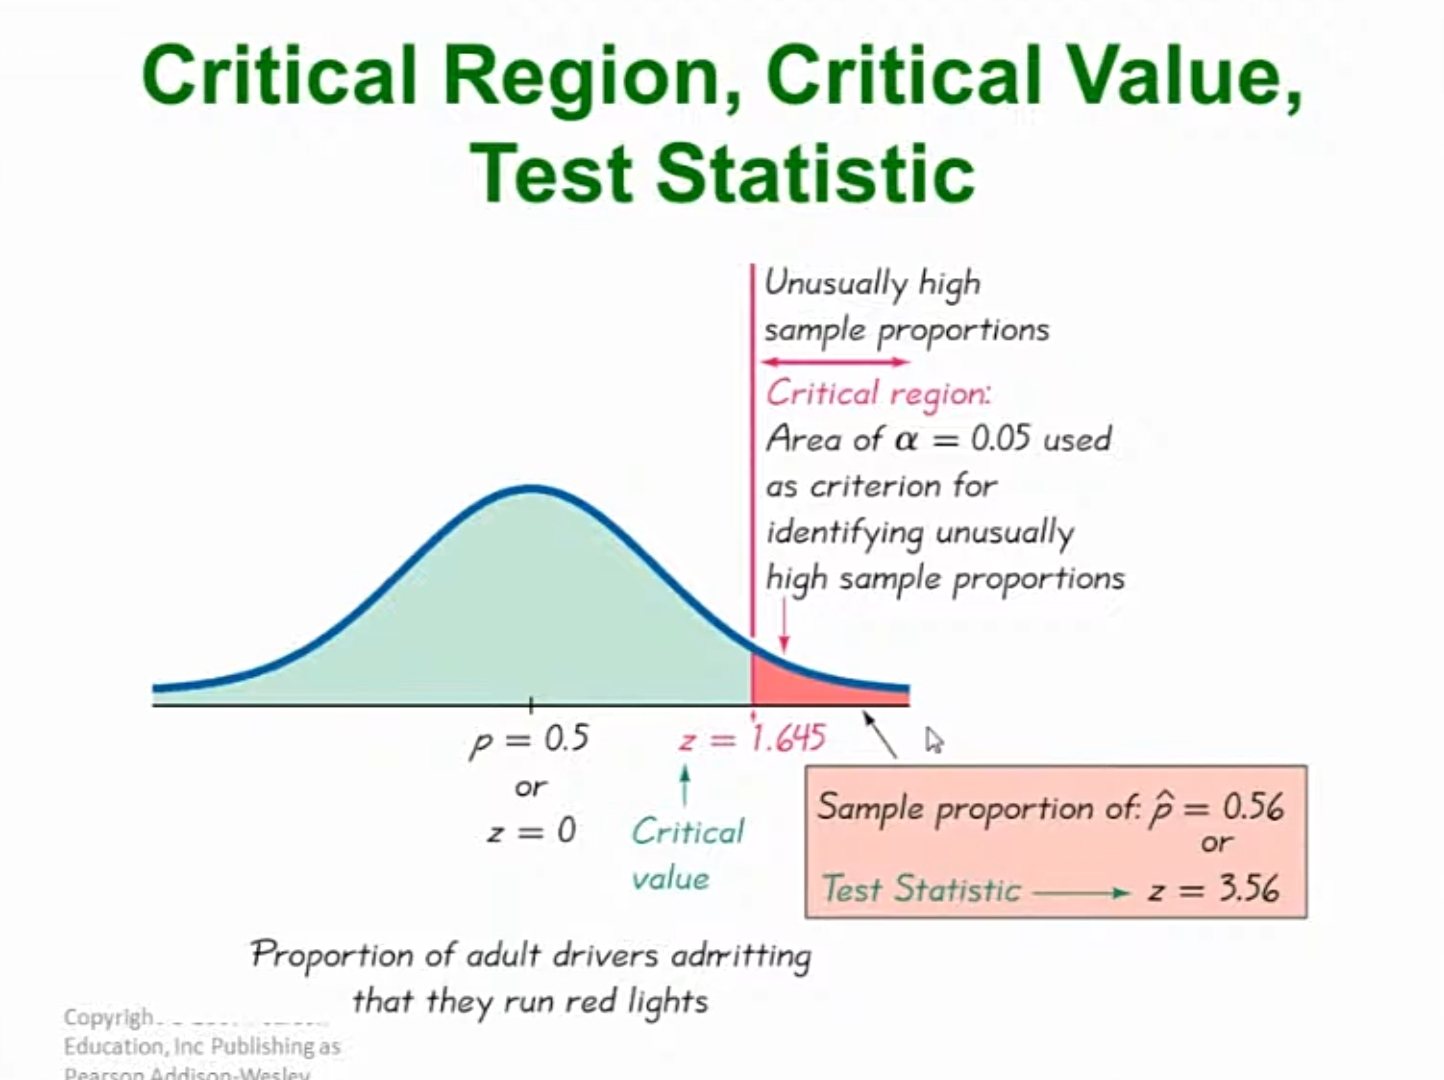 Critical Region, Critical Value,
Test Statistic
Unusually high
sample proportions
Critical region:
Area of α = 0.05 used
as criterion for
identifying unusually
high sample proportions
p = 0.5
or
z = 0
z = 1.645
Critical
value
Sample proportion of: p̂ = 0.56
or
Test Statistic → z = 3.56
Proportion of adult drivers admitting
that they run red lights
Copyrigh
Education, Inc Publishing as
Pearson Addison-Wesley